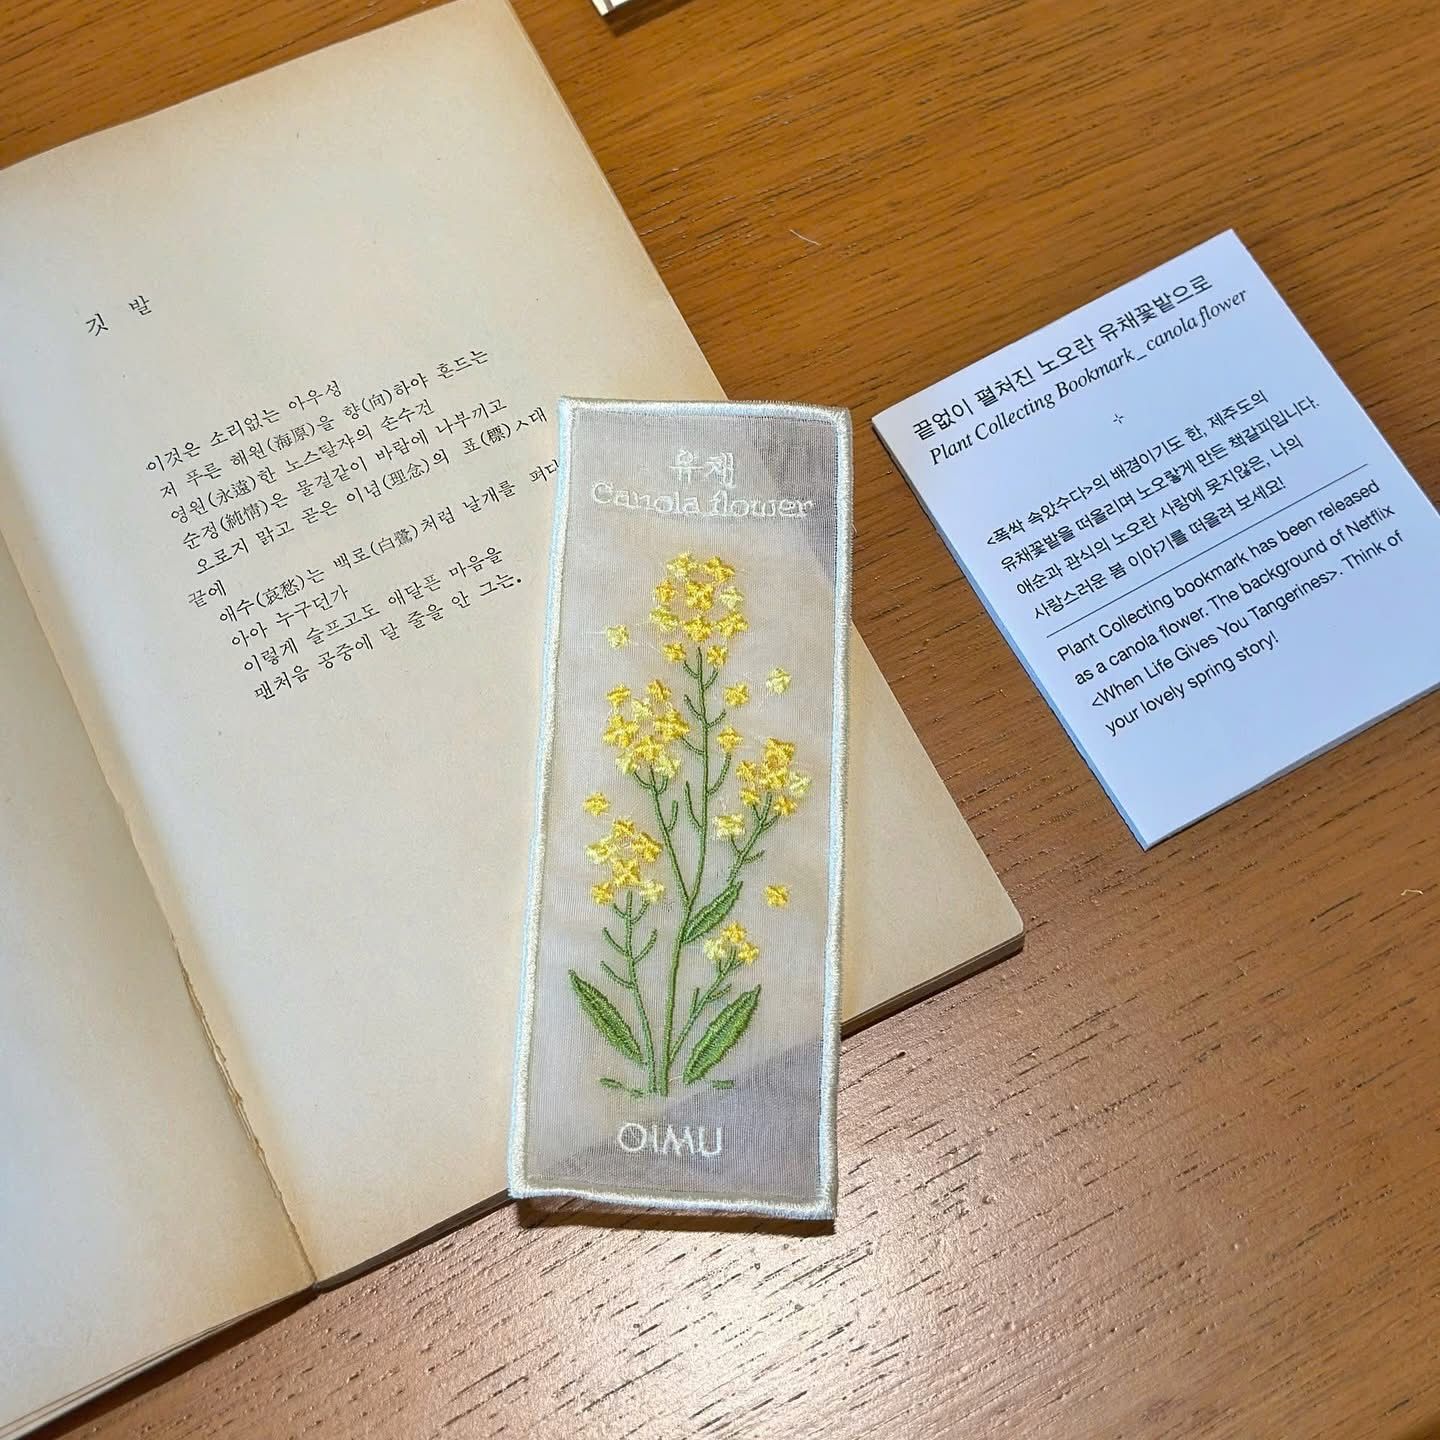 깃 발
이것은 소리없는 아우성
저 푸른 해원(海原)을 향(向)하야 흔드는
영원(永遠)한 노스탈쟈의 손수건
순정(純情)은 물결같이 바람에 나부끼고
오로지 맑고 곧은 이념(理念)의 표(標)ㅅ대
끝에
애수(哀愁)는 백로(白鷺)처럼 날개를 펴다
아아 누구던가
이렇게 슬프고도 애달픈 마음을
맨처음 공중에 달 줄을 안 그는.
유채
Canola flower
OIMU
끝없이 펼쳐진 노오란 유채꽃밭으로
Plant Collecting Bookmark_canola flower
<폭싹 속았수다>의 배경이기도 한, 제주도의
유채꽃밭을 떠올리며 노오랗게 만든 책갈피입니다.
애순과 관식의 노오란 사랑에 못지않은, 나의
사랑스러운 봄 이야기를 떠올려 보세요!
Plant Collecting bookmark has been released
as a canola flower. The background of Netflix
<When Life Gives You Tangerines>. Think of
your lovely spring story!